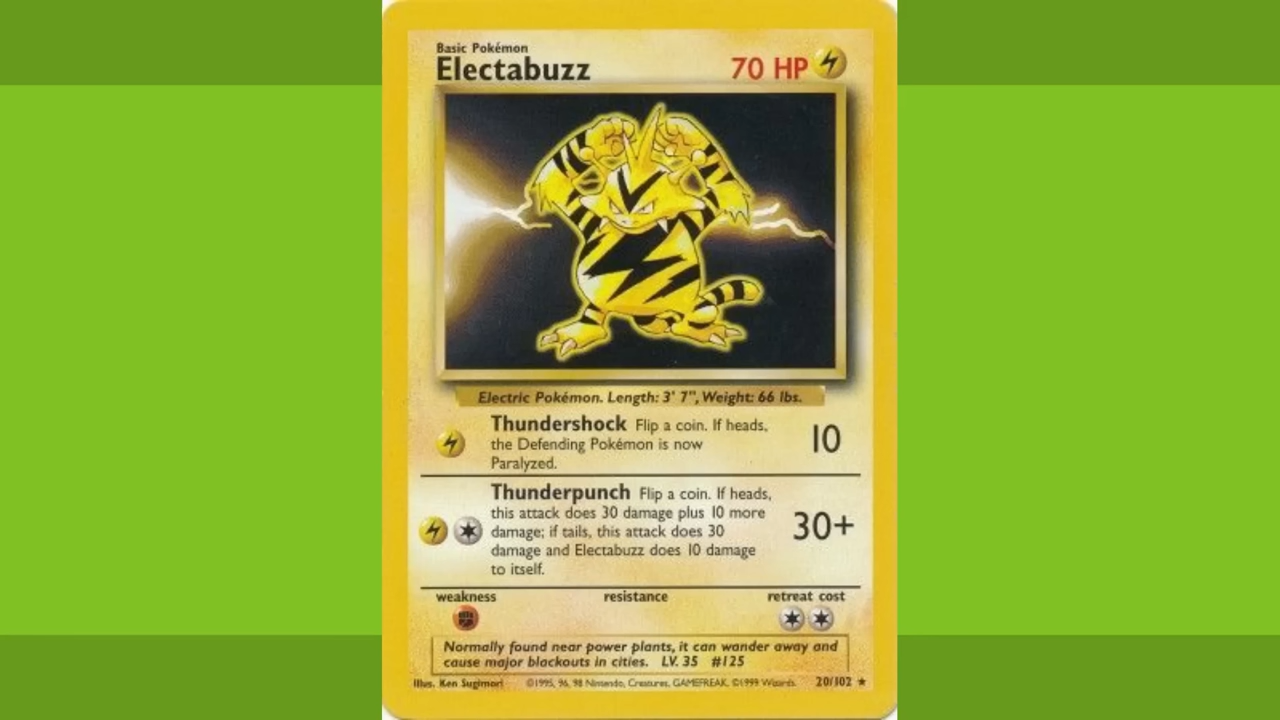 Basic Pokémon
Electabuzz
70 HP
Electric Pokémon. Length: 3' 7", Weight: 66 lbs.
Thundershock Flip a coin. If heads,
the Defending Pokémon is now
Paralyzed.
10
Thunderpunch Flip a coin. If heads,
this attack does 30 damage plus 10 more
damage; if tails, this attack does 30
damage and Electabuzz does 10 damage
to itself.
30+
weakness resistance retreat cost
Normally found near power plants, it can wander away and
cause major blackouts in cities. LV. 35 #125
Illus. Ken Sugimori ©1995, 96, 98 Nintendo, Creatures, GAMEFREAK. ©1999 Wizards. 20/102 ★